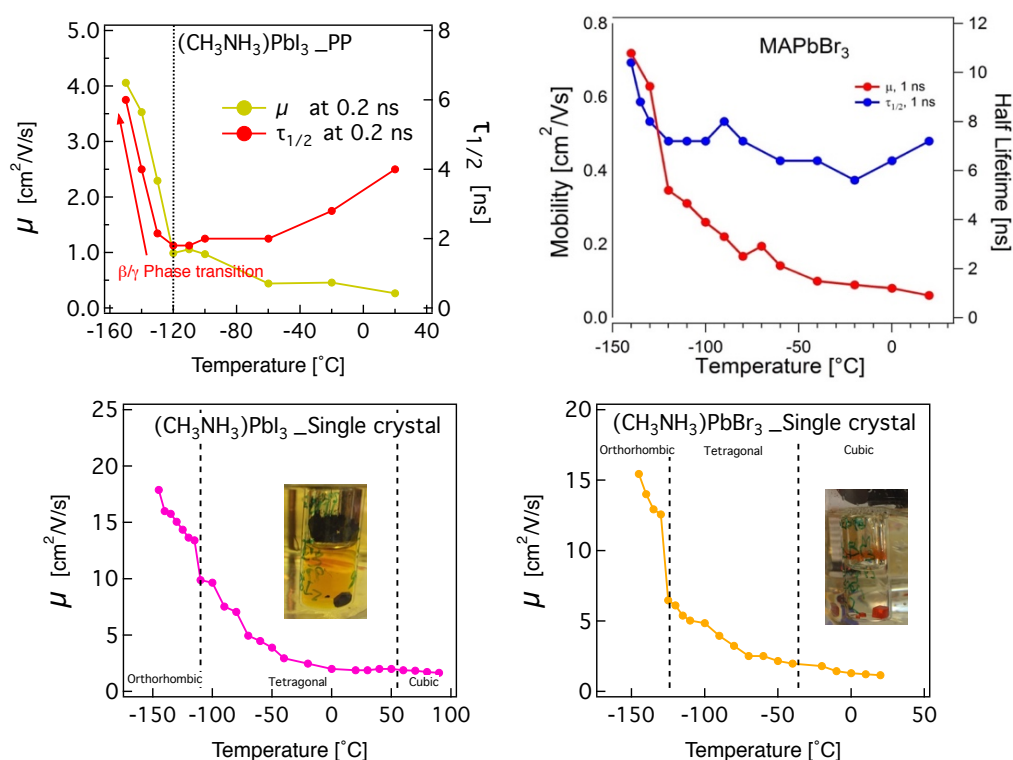 (CH₃NH₃)PbI₃ _PP
μ at 0.2 ns
τ₁/₂ at 0.2 ns
β/γ Phase transition
5.0
4.0
3.0
2.0
1.0
0.0
μ [cm²/V/s]
8
6
4
2
0
τ₁/₂ [ns]
-160
-120
-80
-40
0
40
Temperature [˚C]
MAPbBr₃
μ, 1 ns
τ₁/₂, 1 ns
0.8
0.6
0.4
0.2
0.0
Mobility [cm²/V/s]
12
10
8
6
4
2
0
Half Lifetime [ns]
-150
-100
-50
0
Temperature [°C]
(CH₃NH₃)PbI₃ _Single crystal
25
20
15
10
5
0
μ [cm²/V/s]
Orthorhombic
Tetragonal
Cubic
-150
-100
-50
0
50
100
Temperature [˚C]
(CH₃NH₃)PbBr₃ _Single crystal
Orthorhombic
Tetragonal
Cubic
20
15
10
5
0
μ [cm²/V/s]
-150
-100
-50
0
50
Temperature [˚C]